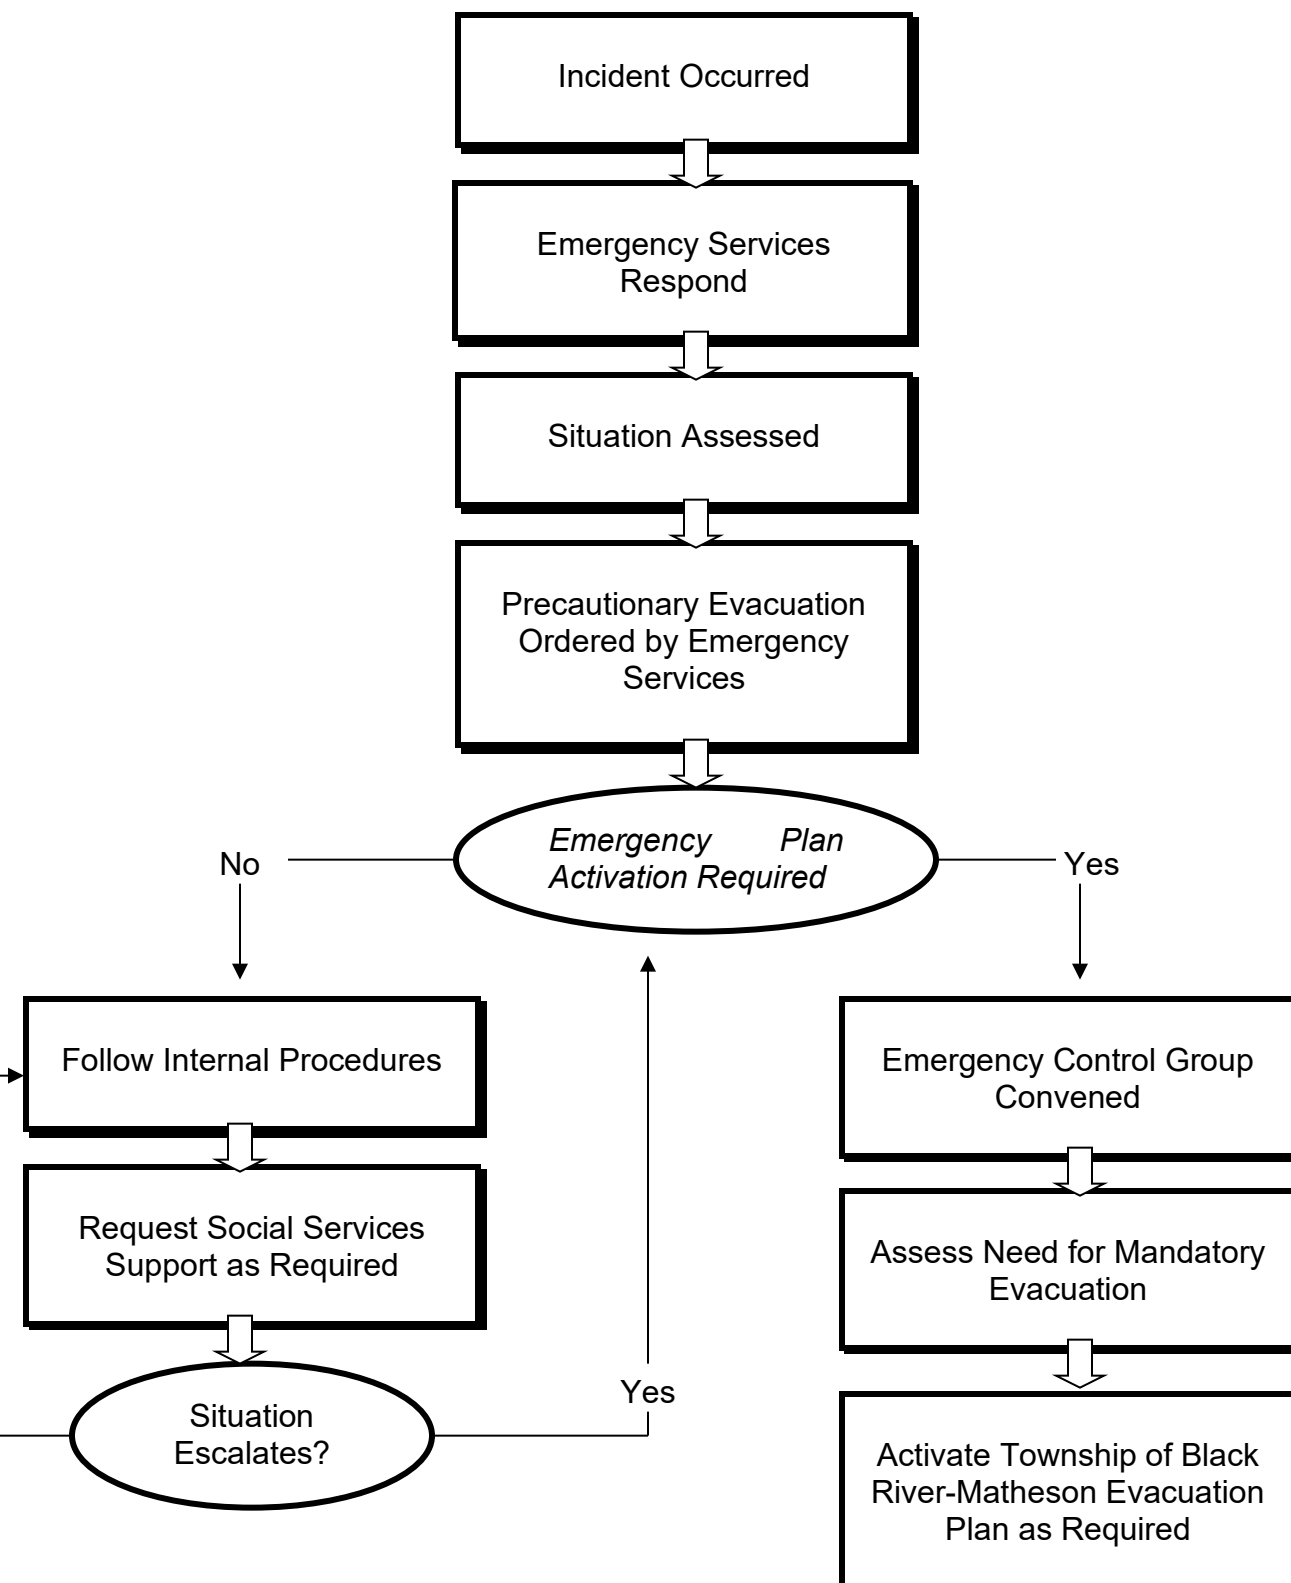 Incident Occurred
Emergency Services
Respond
Situation Assessed
Precautionary Evacuation
Ordered by Emergency
Services
Emergency Plan
Activation Required
No
Yes
Follow Internal Procedures
Request Social Services
Support as Required
Situation
Escalates?
Yes
Emergency Control Group
Convened
Assess Need for Mandatory
Evacuation
Activate Township of Black
River-Matheson Evacuation
Plan as Required